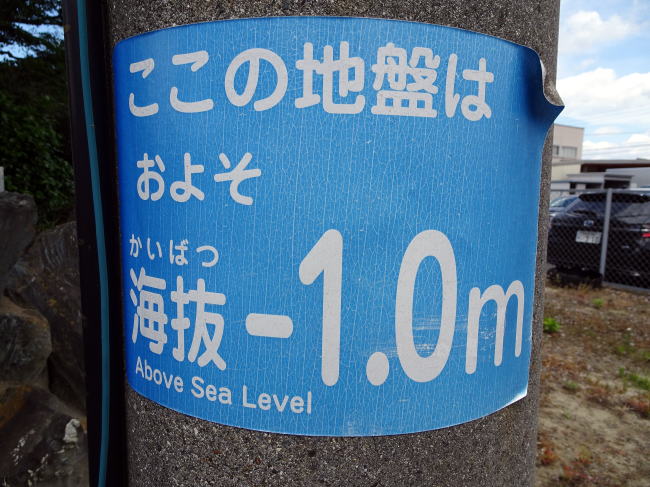 ここの地盤は
およそ
かいばつ
海抜 -1.0m
Above Sea Level